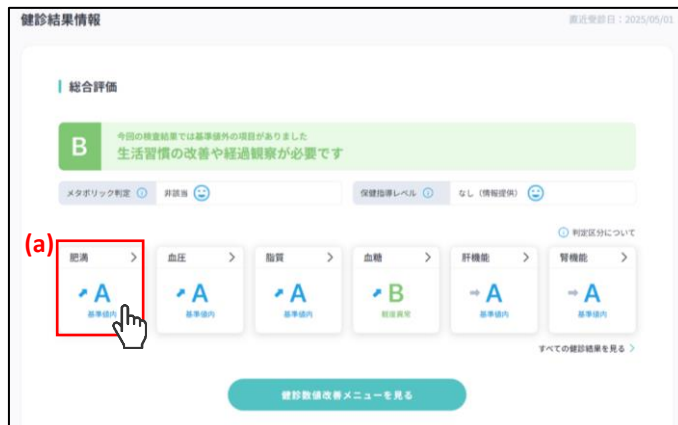 健診結果情報
直近受診日：2025/05/01
総合評価
B
今回の検査結果では基準値外の項目がありました
生活習慣の改善や経過観察が必要です
メタボリック判定 非該当
保健指導レベル なし（情報提供）
判定区分について
(a)
肥満 血圧 脂質 血糖 肝機能 腎機能
A A A B A A
基準値内 基準値内 基準値内 軽度異常 基準値内 基準値内
すべての健診結果を見る
健診数値改善メニューを見る